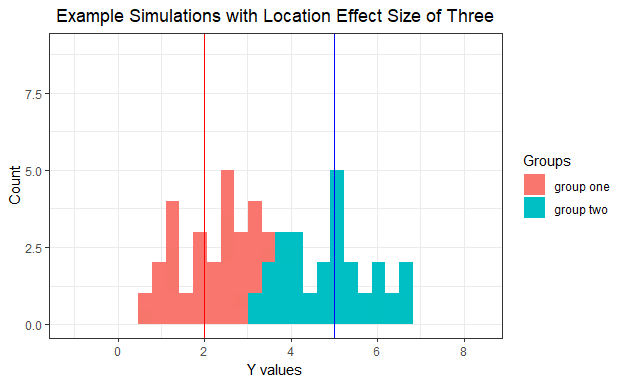 Example Simulations with Location Effect Size of Three
7.5
5.0
2.5
0.0
Count
0 2 4 6 8
Y values
Groups
group one
group two